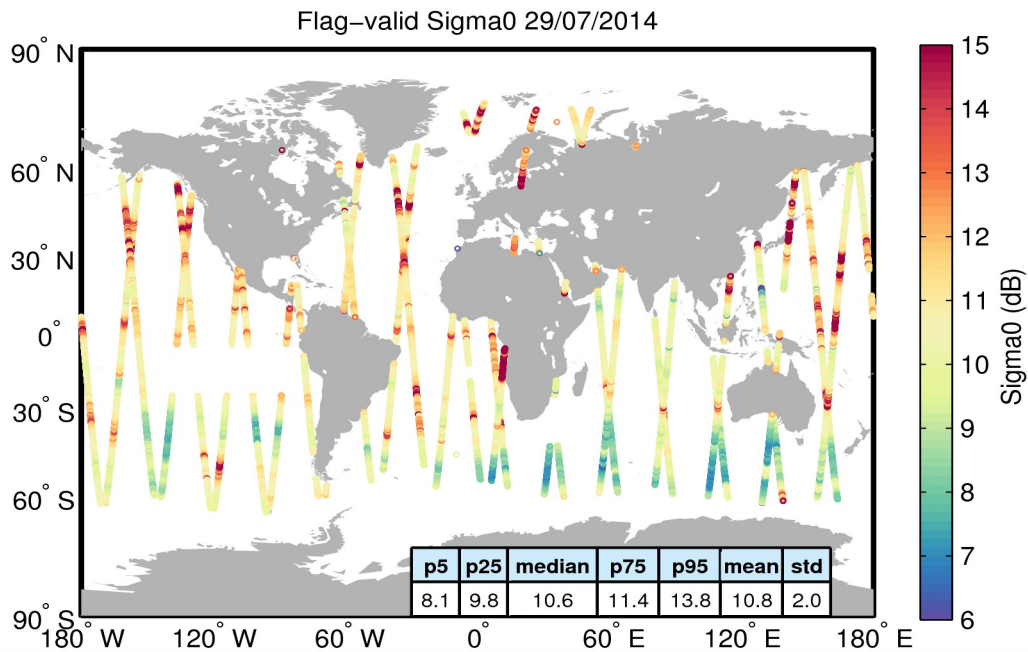 Flag−valid Sigma0 29/07/2014
90° N
60° N
30° N
0°
30° S
60° S
90° S
180° W
120° W
60° W
0°
60° E
120° E
180° E
p5 p25 median p75 p95 mean std
8.1 9.8 10.6 11.4 13.8 10.8 2.0
15
14
13
12
11
10
9
8
7
6
Sigma0 (dB)